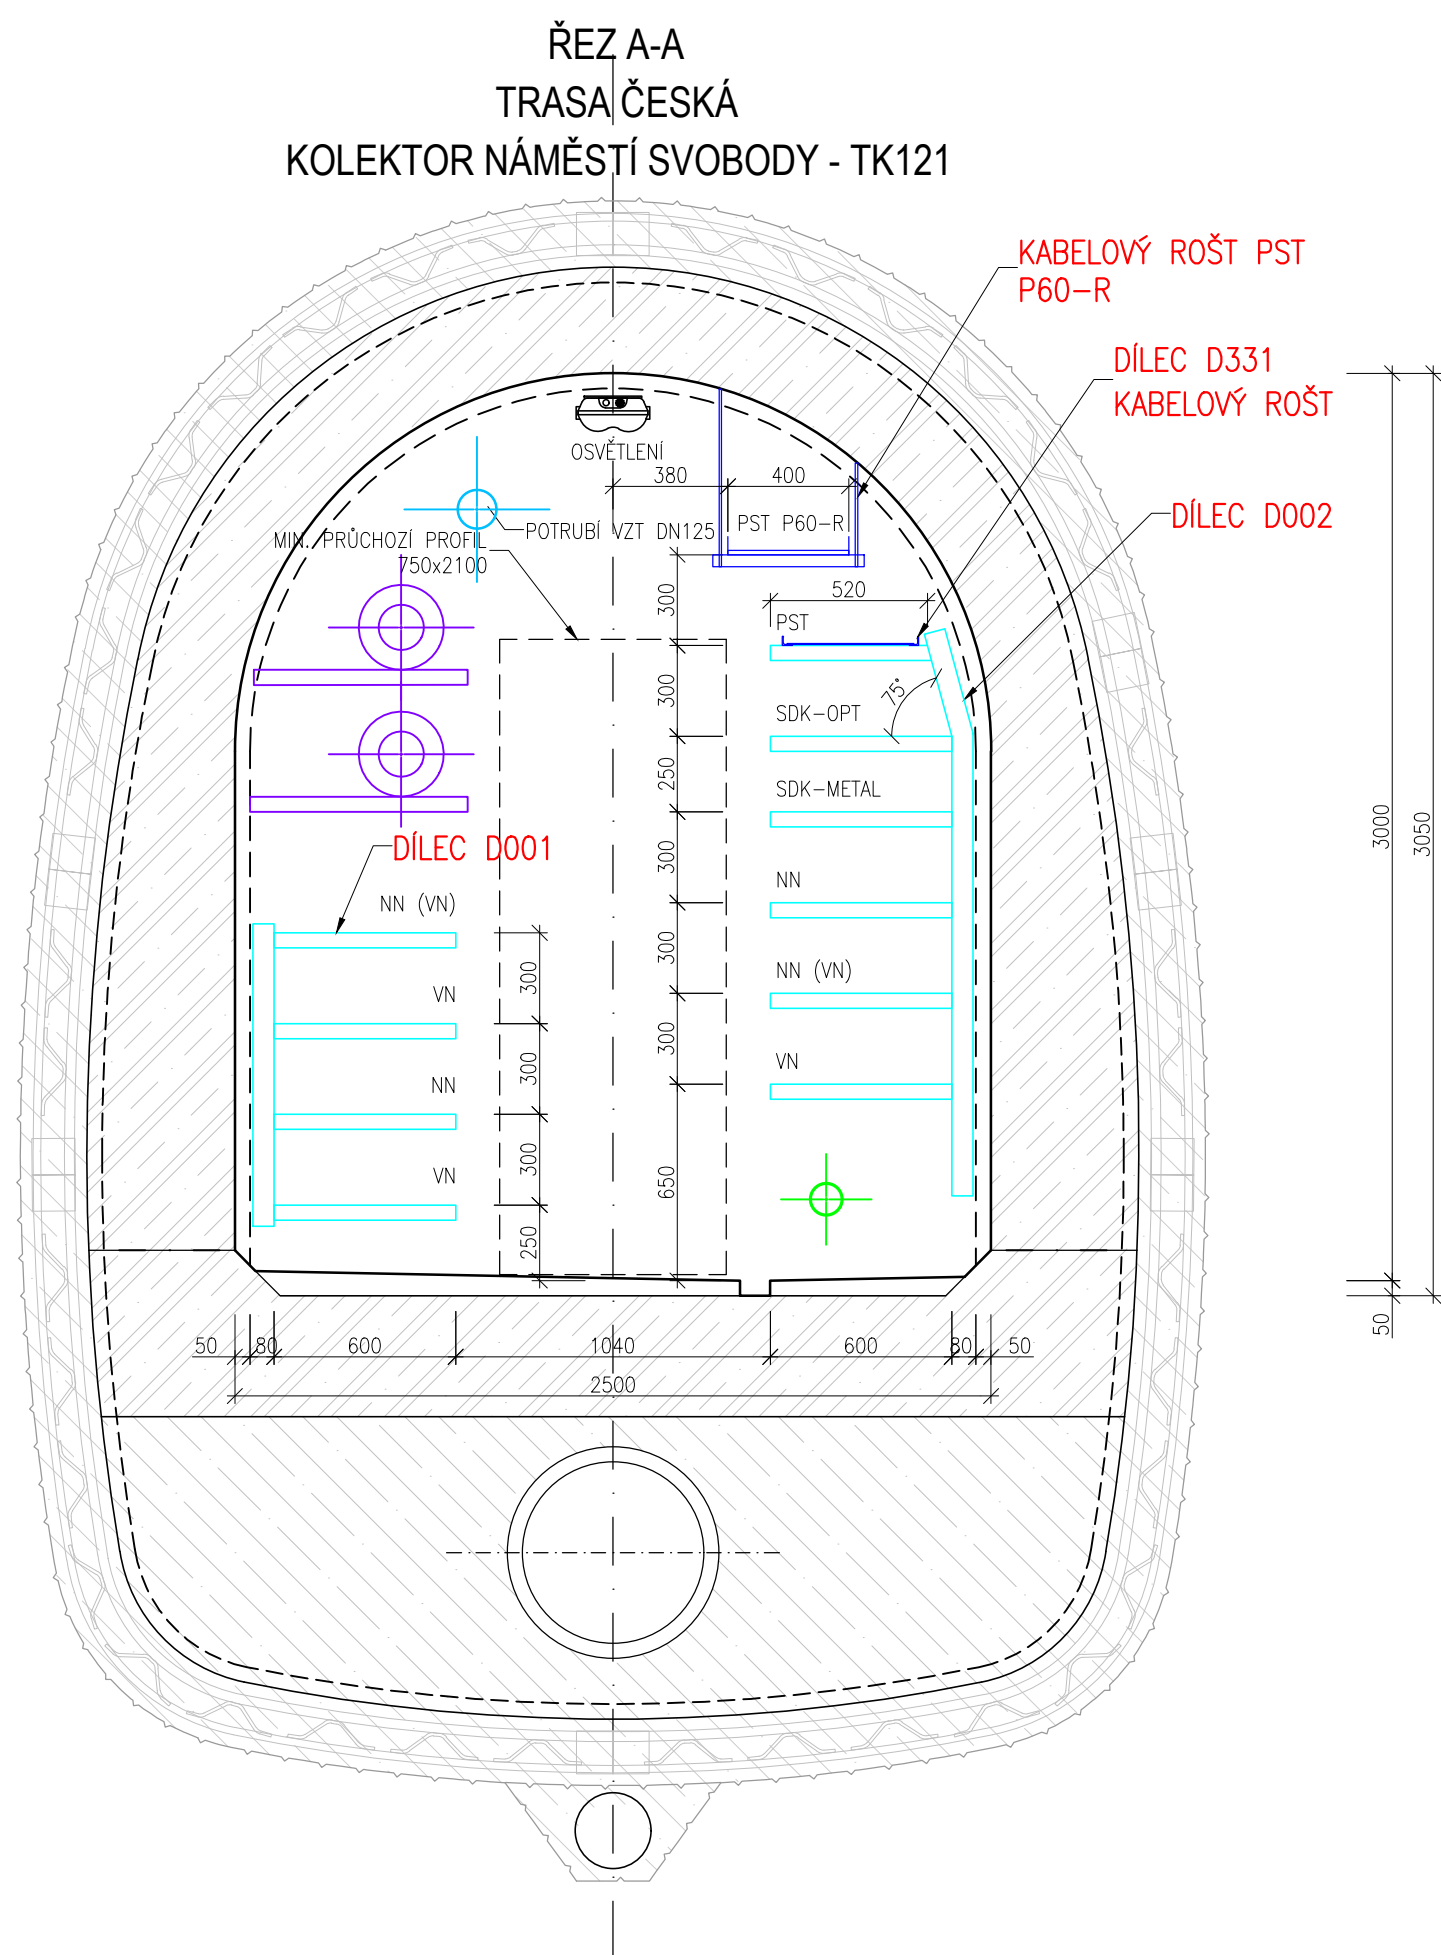 ŘEZ A-A
TRASA ČESKÁ
KOLEKTOR NÁMĚSTÍ SVOBODY - TK121
KABELOVÝ ROŠT PST
P60-R
DÍLEC D331
KABELOVÝ ROŠT
DÍLEC D002
OSVĚTLENÍ
380
400
POTRUBÍ VZT DN125
PST P60-R
MIN. PRŮCHOZÍ PROFIL
750x2100
300
520
PST
300
75°
SDK-OPT
250
SDK-METAL
3000
3050
DÍLEC D001
300
NN
NN (VN)
300
300
NN (VN)
VN
300
VN
NN
300
VN
300
650
250
50
50
80
600
1040
600
80
50
2500